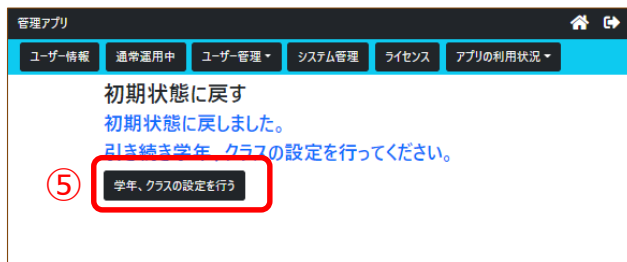 管理アプリ
ユーザー情報 通常運用中 ユーザー管理 システム管理 ライセンス アプリの利用状況
初期状態に戻す
初期状態に戻しました。
引き続き学年、クラスの設定を行ってください。
⑤ 学年、クラスの設定を行う